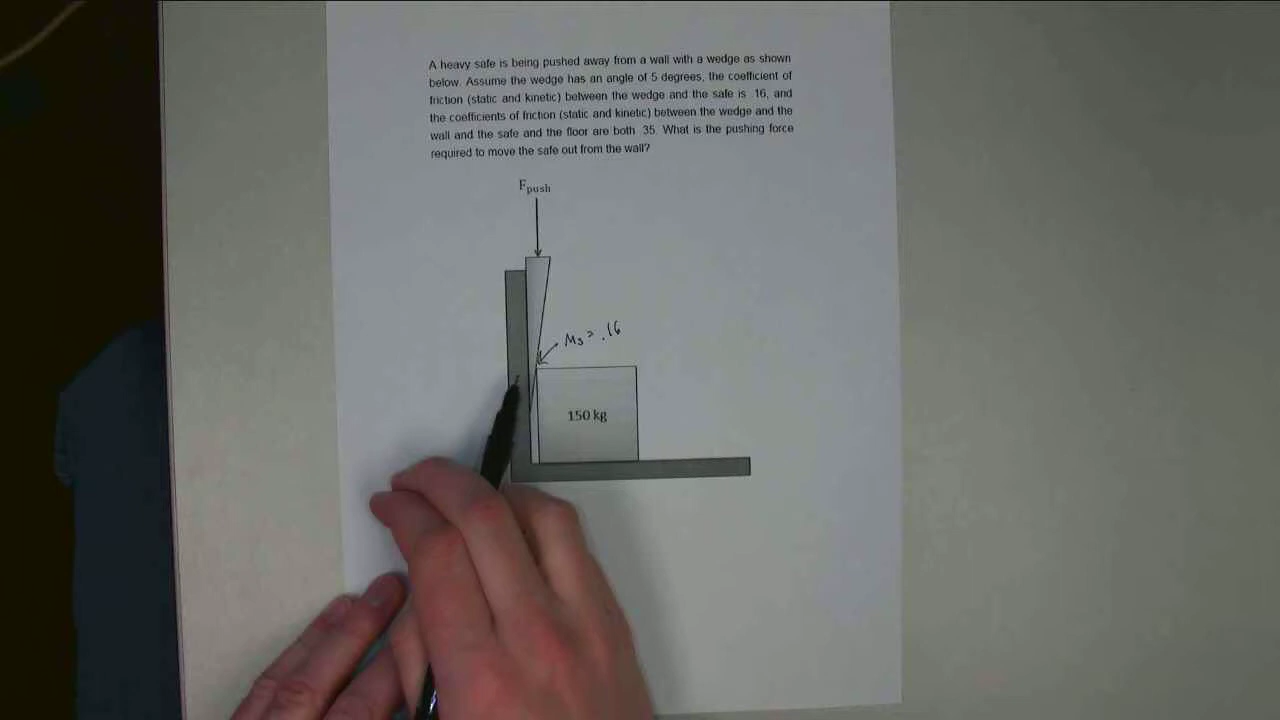 A heavy safe is being pushed away from a wall with a wedge as shown
below. Assume the wedge has an angle of 5 degrees, the coefficient of
friction (static and kinetic) between the wedge and the safe is .16, and
the coefficients of friction (static and kinetic) between the wedge and the
wall and the safe and the floor are both .35. What is the pushing force
required to move the safe out from the wall?
Fpush
Ms = .16
150 kg